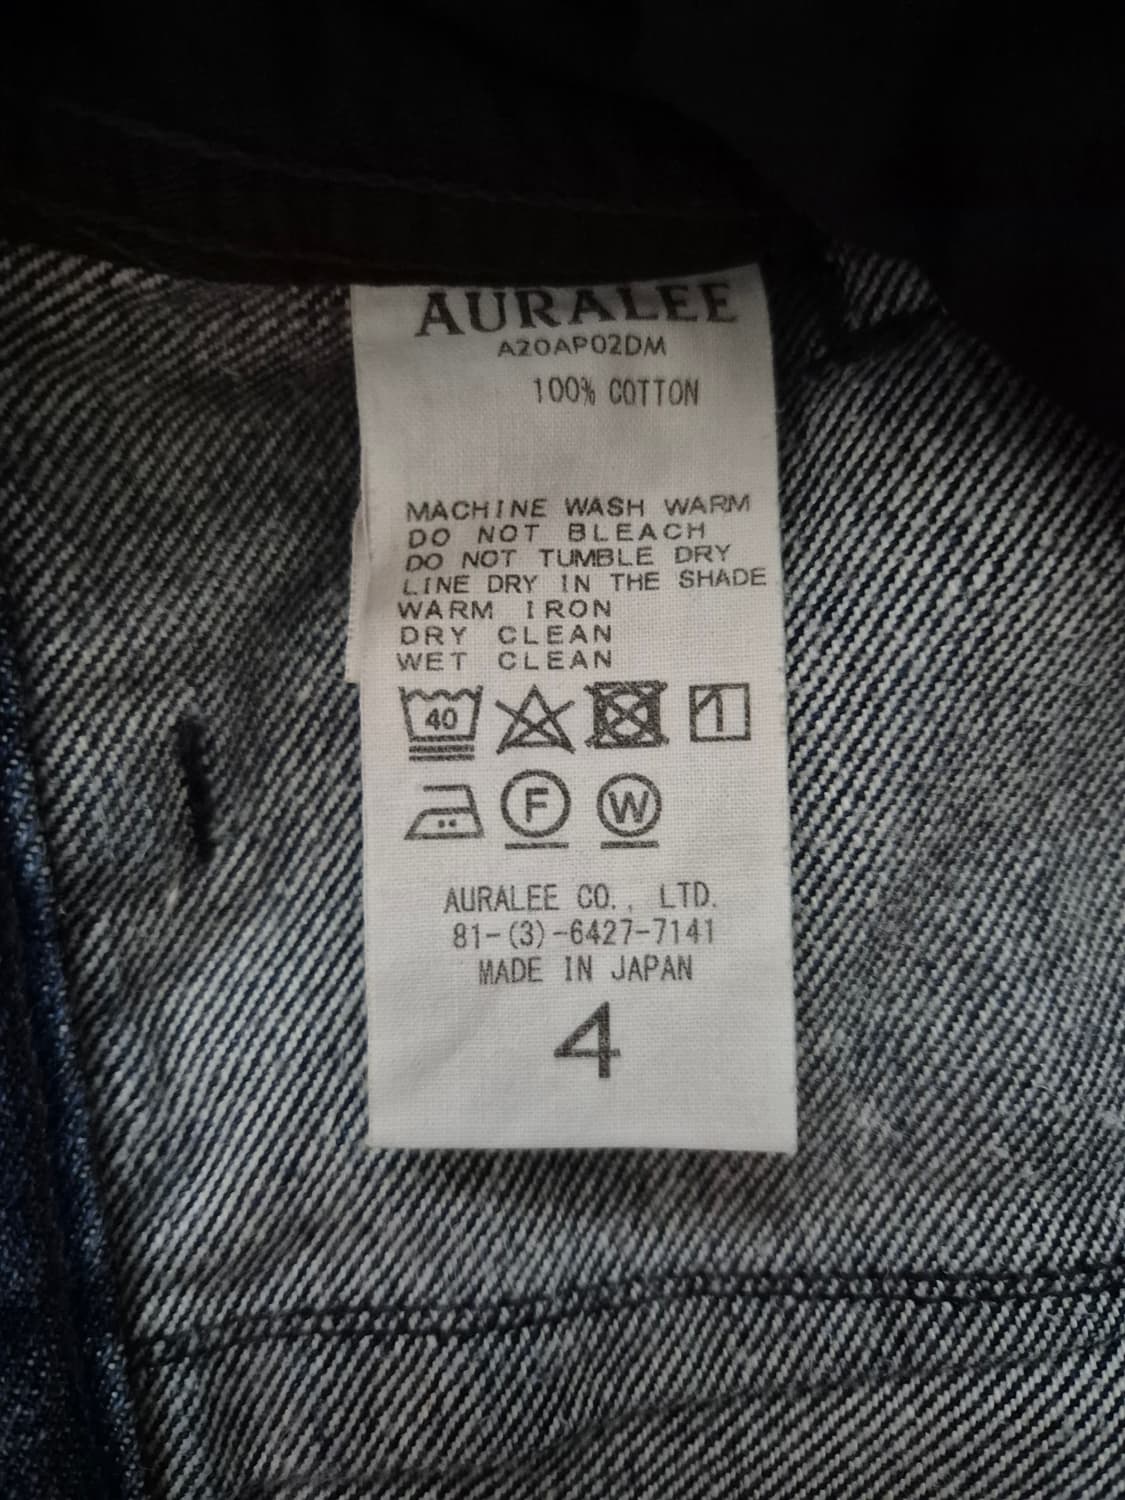 AURALEE
A20AP02DM
100% COTTON
MACHINE WASH WARM
DO NOT BLEACH
DO NOT TUMBLE DRY
LINE DRY IN THE SHADE
WARM IRON
DRY CLEAN
WET CLEAN
40
F W
AURALEE CO., LTD.
81-(3)-6427-7141
MADE IN JAPAN
4